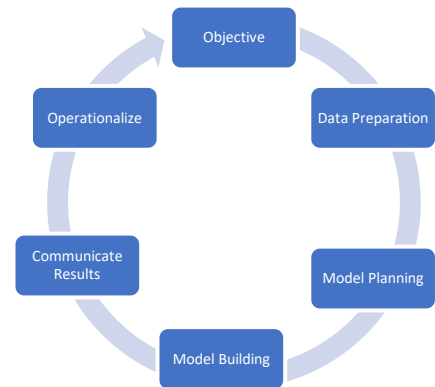 Objective
Data Preparation
Model Planning
Model Building
Communicate
Results
Operationalize